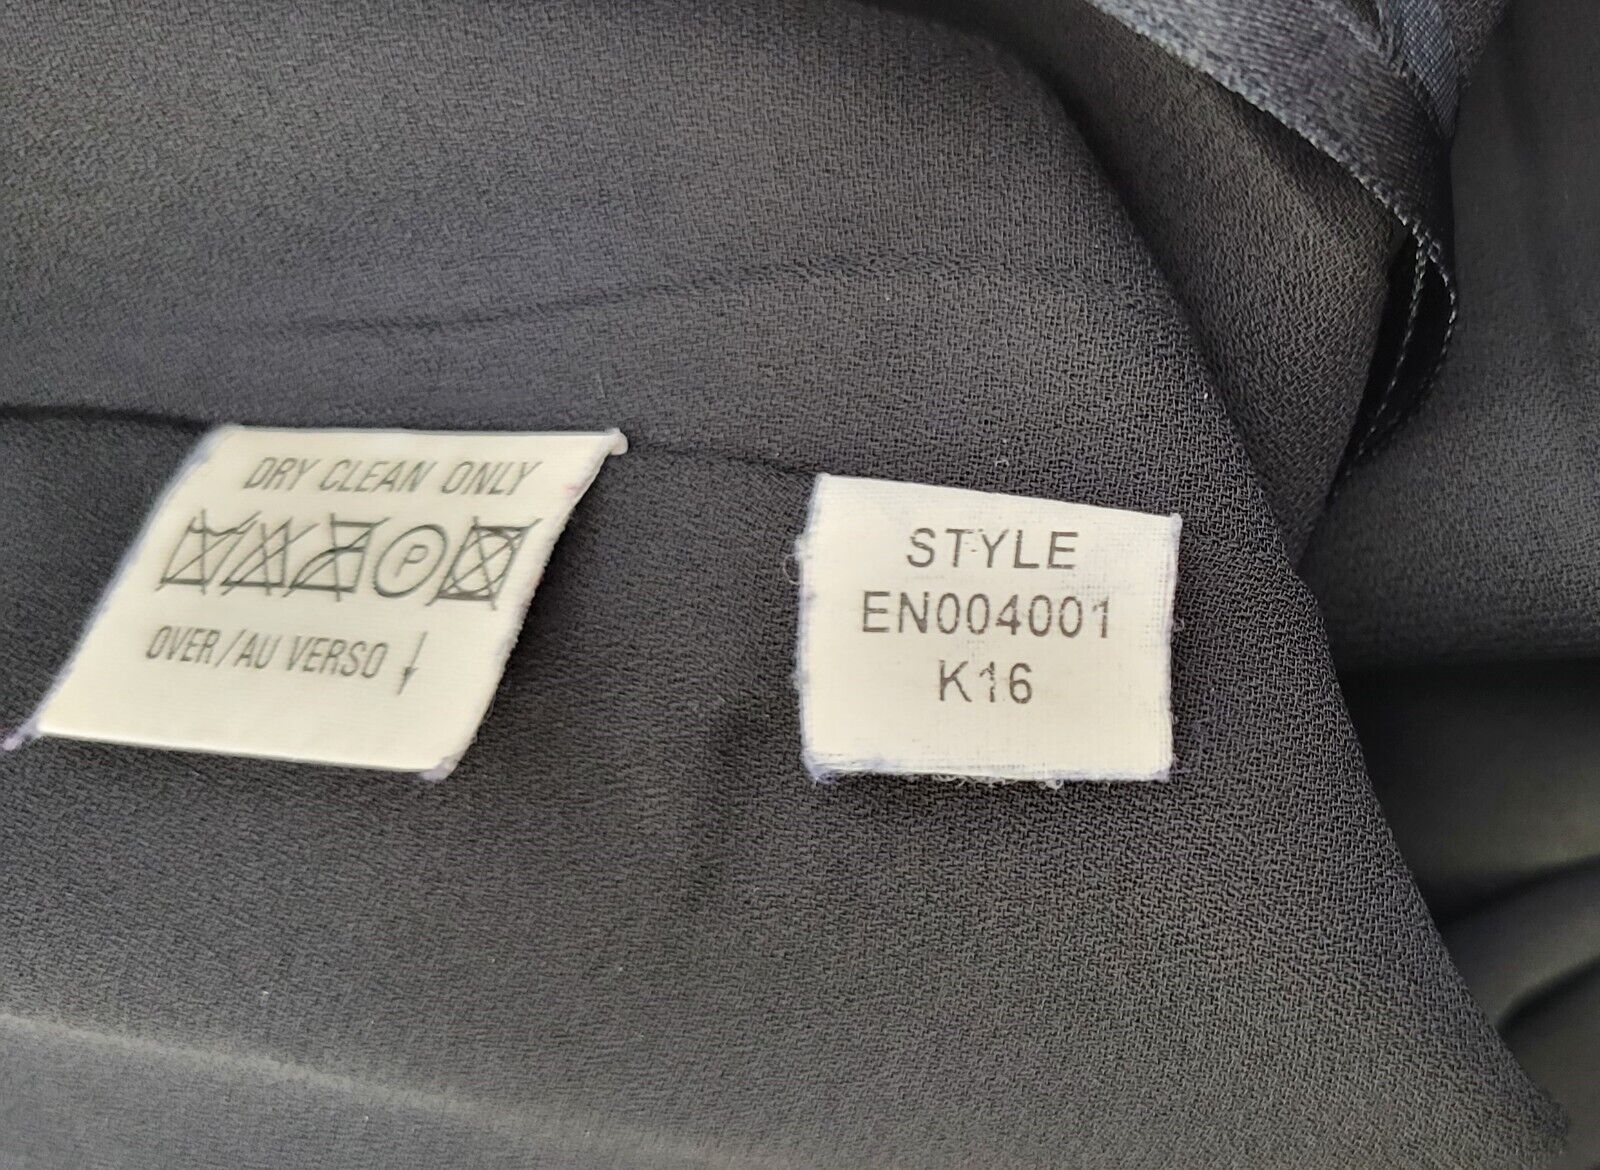 DRY CLEAN ONLY
P
OVER/AU VERSO ↓
STYLE
EN004001
K16